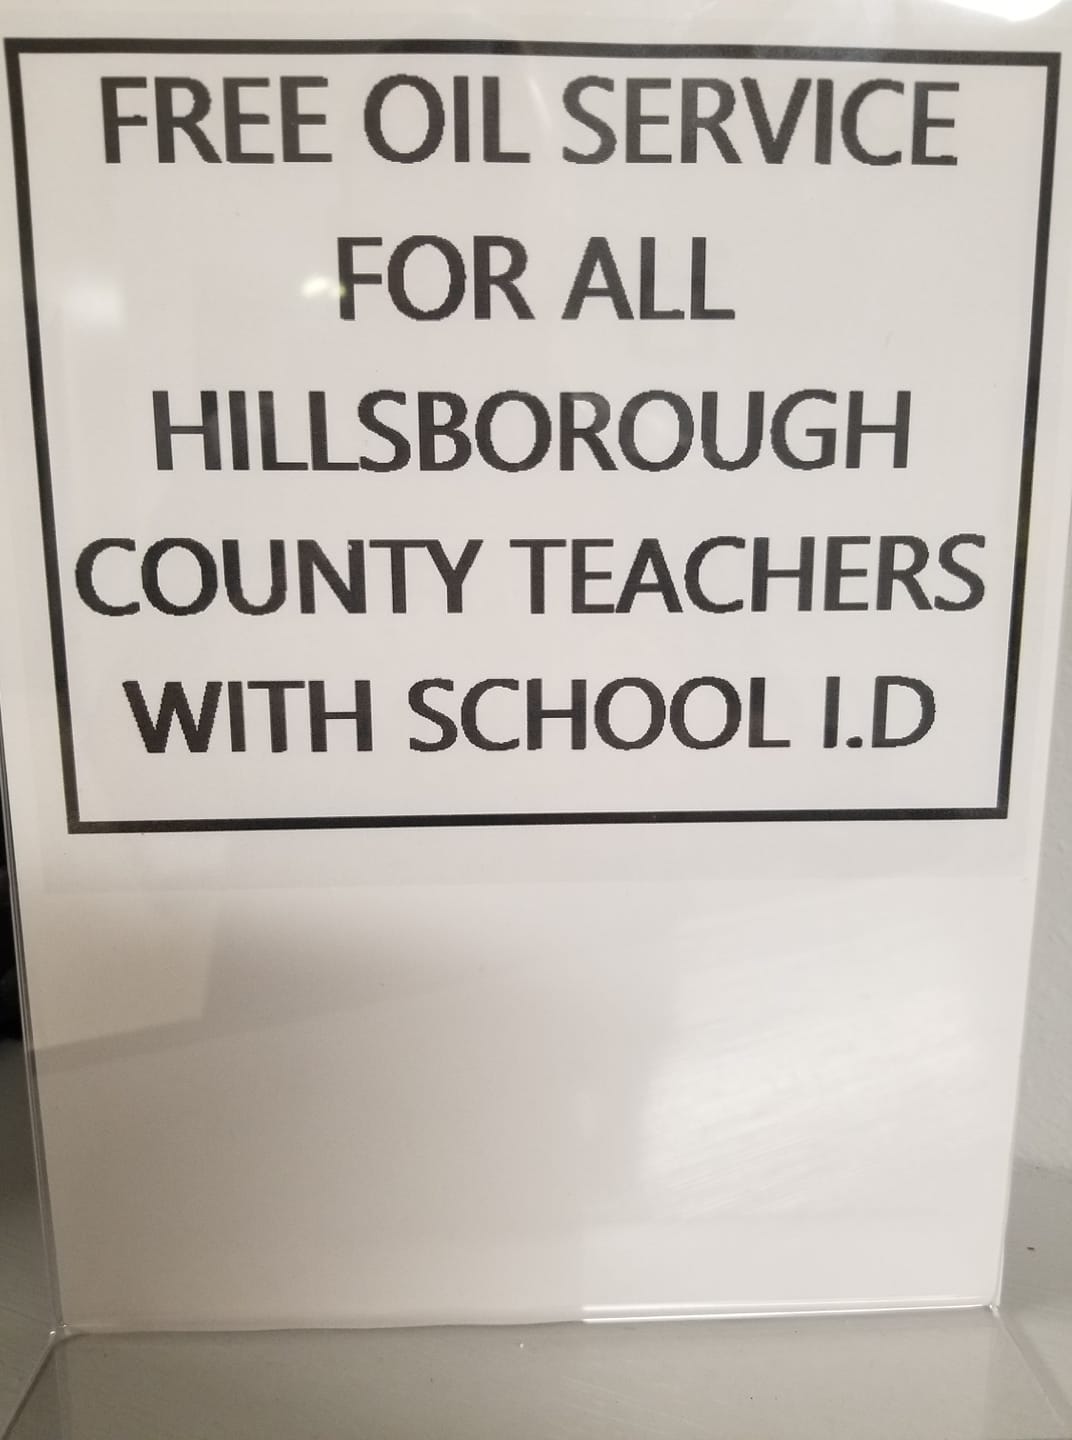 FREE OIL SERVICE
FOR ALL
HILLSBOROUGH
COUNTY TEACHERS
WITH SCHOOL I.D